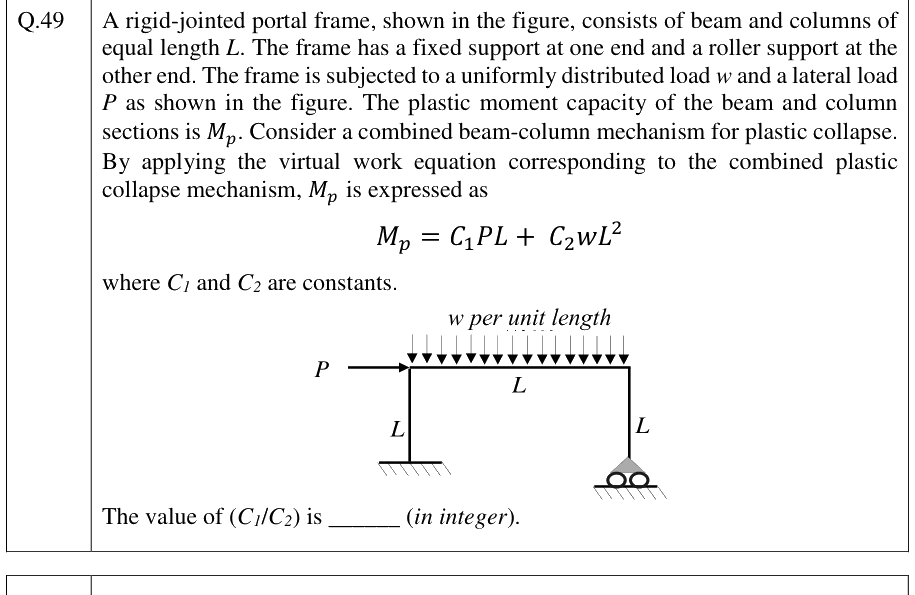 Q.49
A rigid-jointed portal frame, shown in the figure, consists of beam and columns of
equal length L. The frame has a fixed support at one end and a roller support at the
other end. The frame is subjected to a uniformly distributed load w and a lateral load
P as shown in the figure. The plastic moment capacity of the beam and column
sections is Mₚ. Consider a combined beam-column mechanism for plastic collapse.
By applying the virtual work equation corresponding to the combined plastic
collapse mechanism, Mₚ is expressed as
Mₚ = C₁PL + C₂wL²
where C₁ and C₂ are constants.
w per unit length
P
L
L
L
The value of (C₁/C₂) is ______ (in integer).